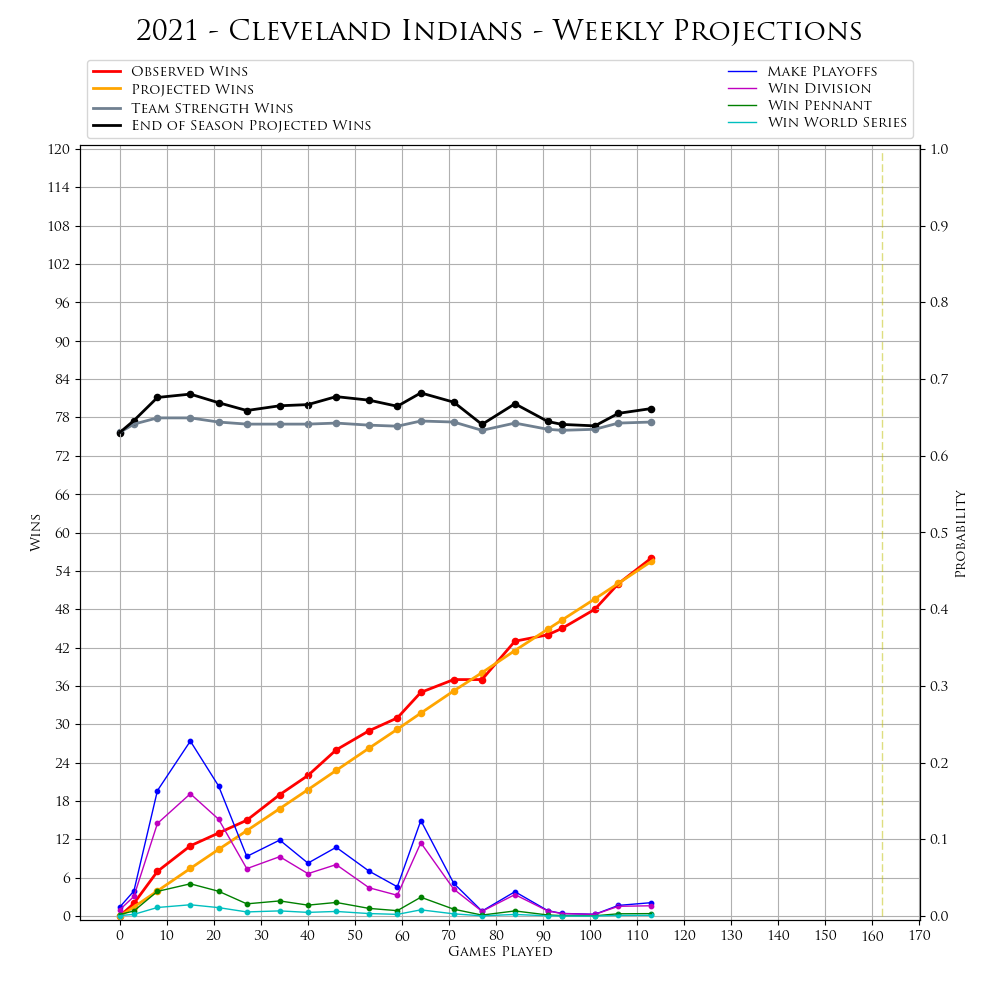 2021 - Cleveland Indians - Weekly Projections
Observed Wins
Projected Wins
Team Strength Wins
End of Season Projected Wins
Make Playoffs
Win Division
Win Pennant
Win World Series
120
114
108
102
96
90
84
78
72
66
60
54
48
42
36
30
24
18
12
6
0
Wins
1.0
0.9
0.8
0.7
0.6
0.5
0.4
0.3
0.2
0.1
0.0
Probability
0 10 20 30 40 50 60 70 80 90 100 110 120 130 140 150 160 170
Games Played